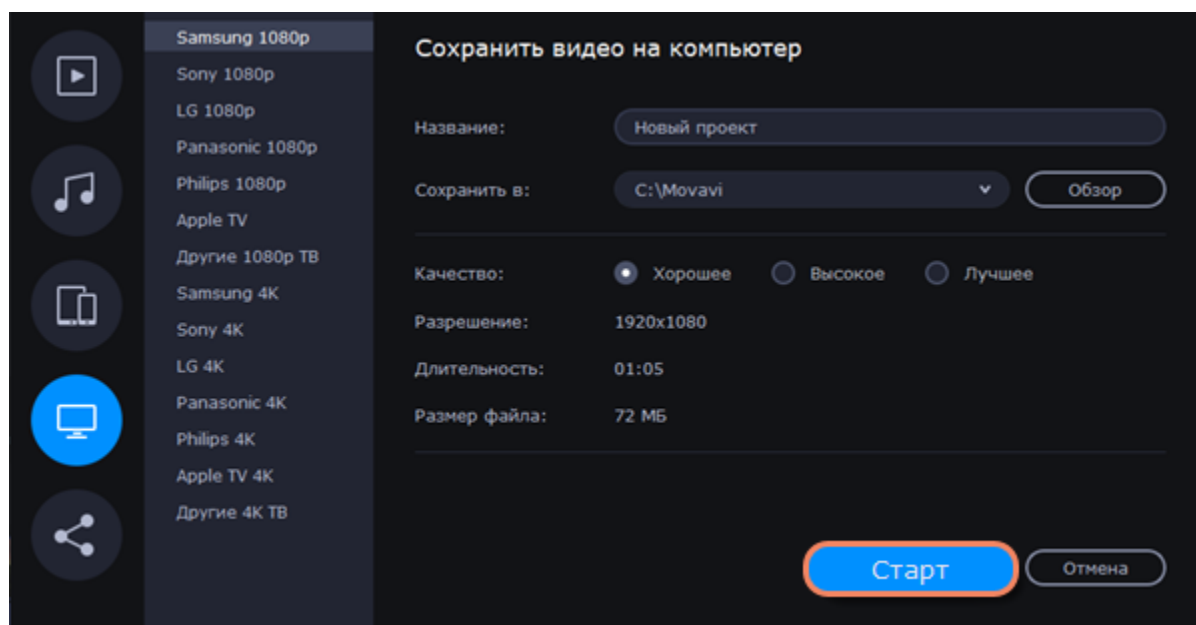 Samsung 1080p
Sony 1080p
LG 1080p
Panasonic 1080p
Philips 1080p
Apple TV
Другие 1080p ТВ
Samsung 4K
Sony 4K
LG 4K
Panasonic 4K
Philips 4K
Apple TV 4K
Другие 4K ТВ
Сохранить видео на компьютер
Название: Новый проект
Сохранить в: C:\Movavi Обзор
Качество: Хорошее Высокое Лучшее
Разрешение: 1920x1080
Длительность: 01:05
Размер файла: 72 МБ
Старт Отмена